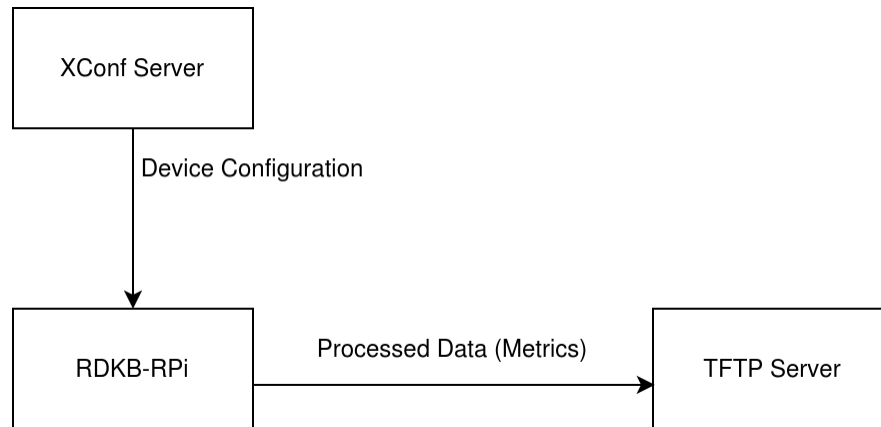 XConf Server
Device Configuration
Processed Data (Metrics)
RDKB-RPi
TFTP Server